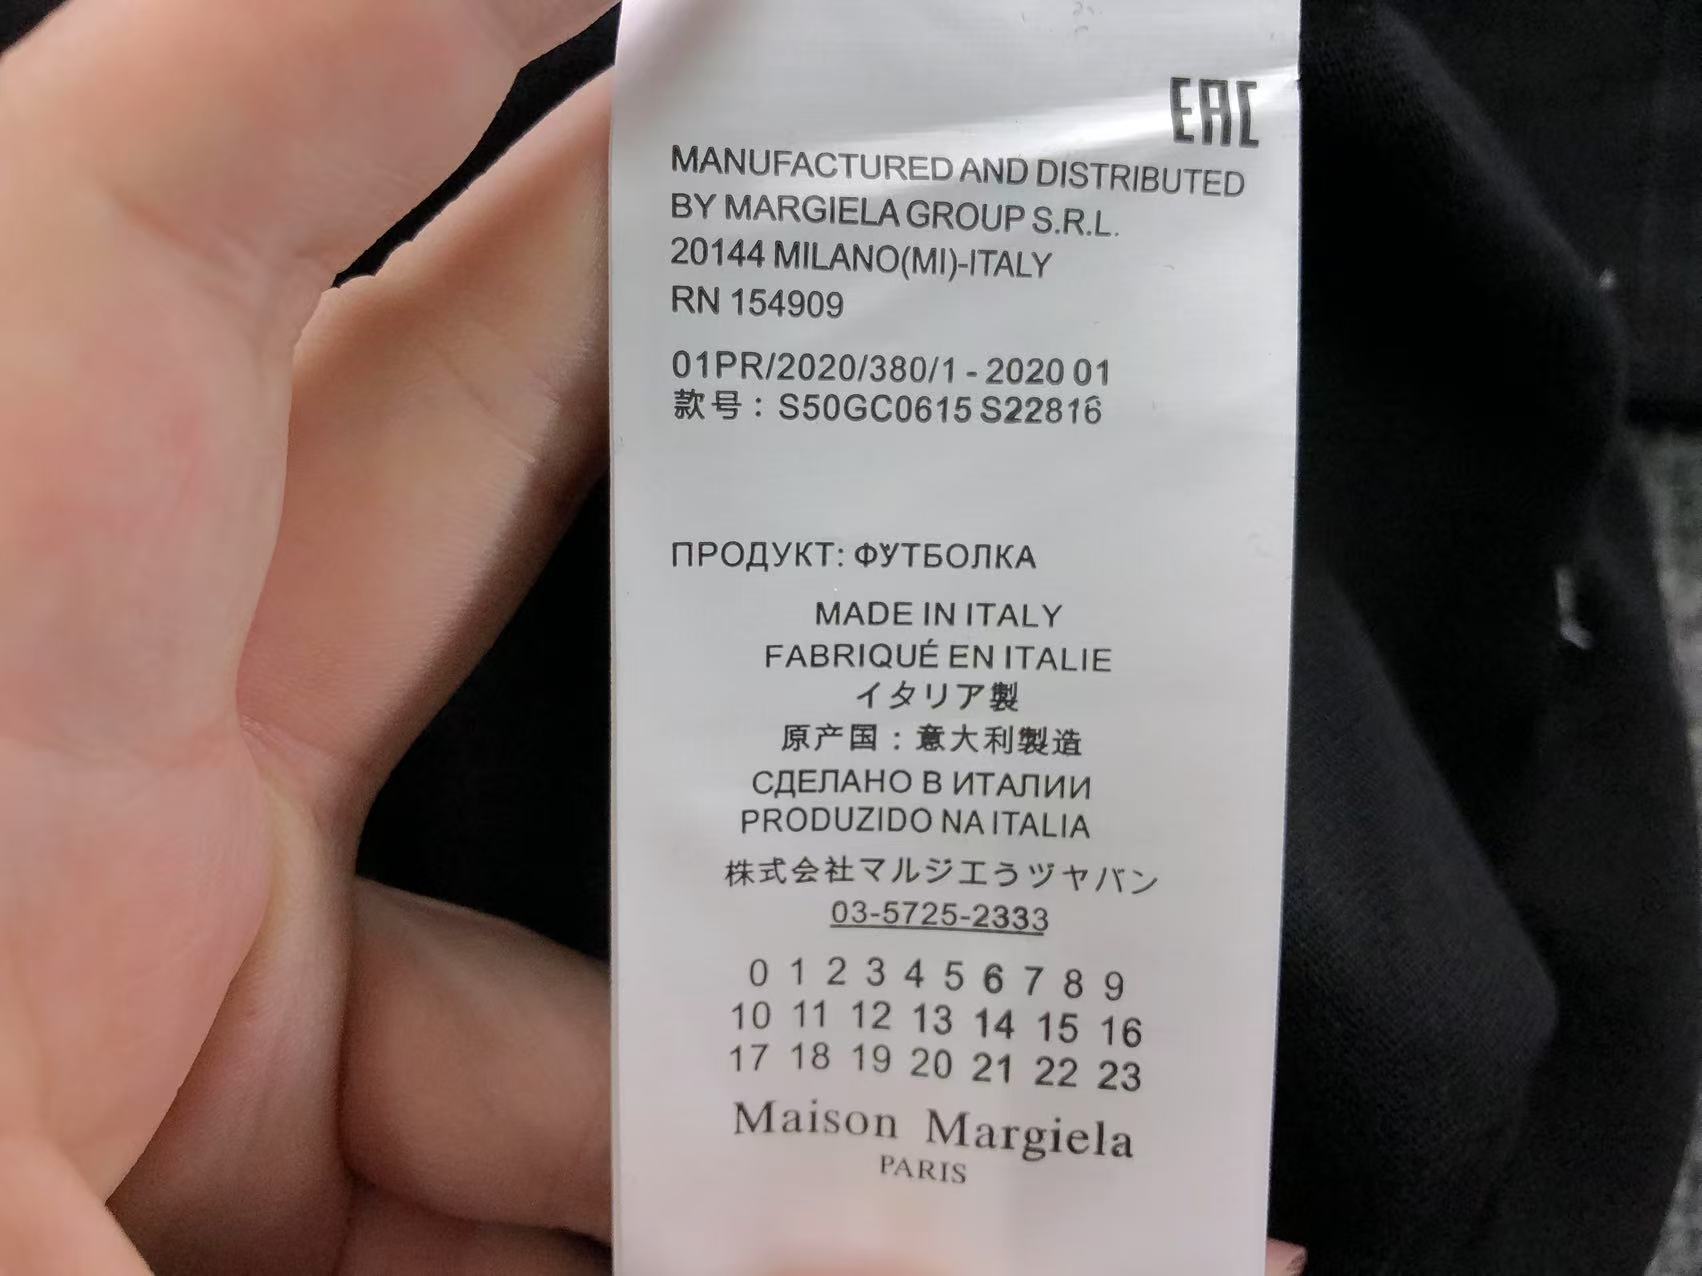 EAC
MANUFACTURED AND DISTRIBUTED
BY MARGIELA GROUP S.R.L.
20144 MILANO(MI)-ITALY
RN 154909
01PR/2020/380/1 - 2020 01
款号：S50GC0615 S22816
ПРОДУКТ: ФУТБОЛКА
MADE IN ITALY
FABRIQUÉ EN ITALIE
イタリア製
原产国：意大利製造
СДЕЛАНО В ИТАЛИИ
PRODUZIDO NA ITALIA
株式会社マルジエうヅヤバン
03-5725-2333
0 1 2 3 4 5 6 7 8 9
10 11 12 13 14 15 16
17 18 19 20 21 22 23
Maison Margiela
PARIS